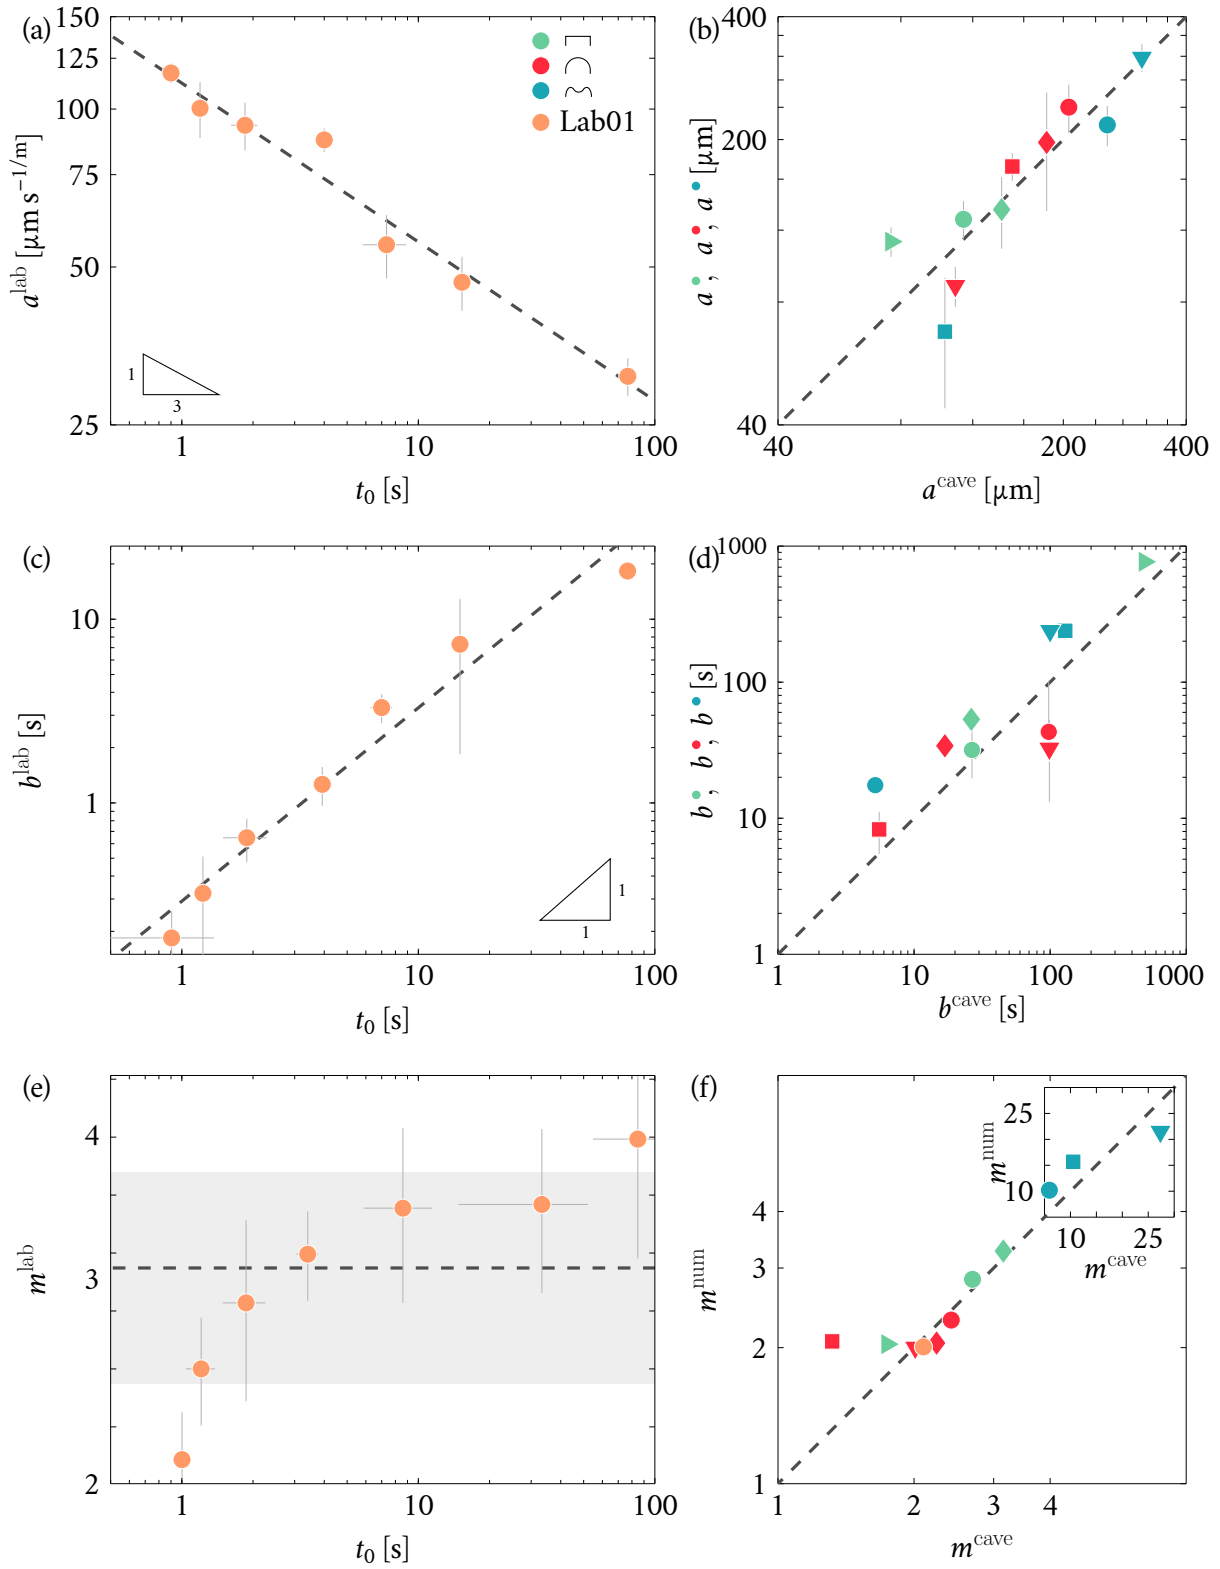 (a)
150
125
100
75
50
25
a^lab [μm s^−1/m]
1
3
Lab01
1
10
100
t_0 [s]
(b)
400
200
40
a•, a•, a• [μm]
40
200
400
a^cave [μm]
(c)
10
1
b^lab [s]
1
1
1
10
100
t_0 [s]
(d)
1000
100
10
1
b•, b•, b• [s]
1
10
100
1000
b^cave [s]
(e)
4
3
2
m^lab
1
10
100
t_0 [s]
(f)
4
3
2
1
m^num
1
2
3
4
m^cave
25
10
m^num
10
25
m^cave